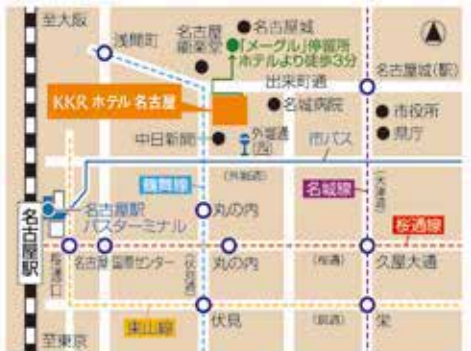 至大阪
浅間町
名古屋
能楽堂
名古屋城
「メーグル」停留所
ホテルより徒歩3分
出来町通
名古屋城(駅)
KKR ホテル 名古屋
名城病院
市役所
県庁
中日新聞
外堀通
市バス
(外堀通)
鶴舞線
名城線
(大津通)
名古屋駅
名古屋駅
バスターミナル
丸の内
桜通線
桜通口
名古屋 国際センター
(伏見通)
丸の内
(桜通)
久屋大通
東山線
伏見
(錦通)
栄
至東京